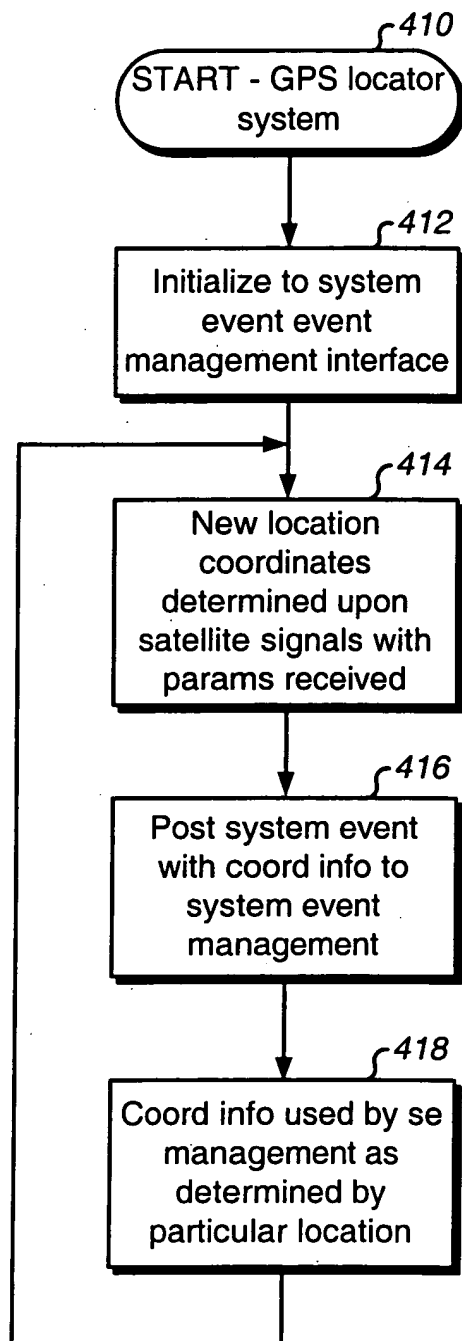 410
START - GPS locator
system
412
Initialize to system
event event
management interface
414
New location
coordinates
determined upon
satellite signals with
params received
416
Post system event
with coord info to
system event
management
418
Coord info used by se
management as
determined by
particular location